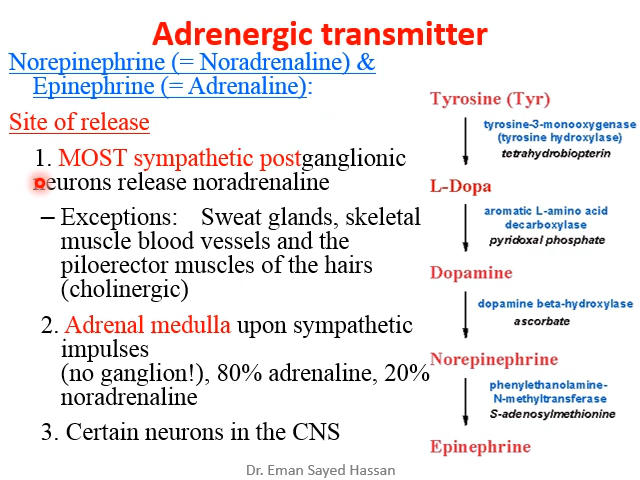 Adrenergic transmitter
Norepinephrine (= Noradrenaline) &
Epinephrine (= Adrenaline):
Site of release
1. MOST sympathetic postganglionic
neurons release noradrenaline
– Exceptions: Sweat glands, skeletal
muscle blood vessels and the
piloerector muscles of the hairs
(cholinergic)
2. Adrenal medulla upon sympathetic
impulses
(no ganglion!), 80% adrenaline, 20%
noradrenaline
3. Certain neurons in the CNS
Tyrosine (Tyr)
tyrosine-3-monooxygenase
(tyrosine hydroxylase)
tetrahydrobiopterin
L-Dopa
aromatic L-amino acid
decarboxylase
pyridoxal phosphate
Dopamine
dopamine beta-hydroxylase
ascorbate
Norepinephrine
phenylethanolamine-
N-methyltransferase
S-adenosylmethionine
Epinephrine
Dr. Eman Sayed Hassan